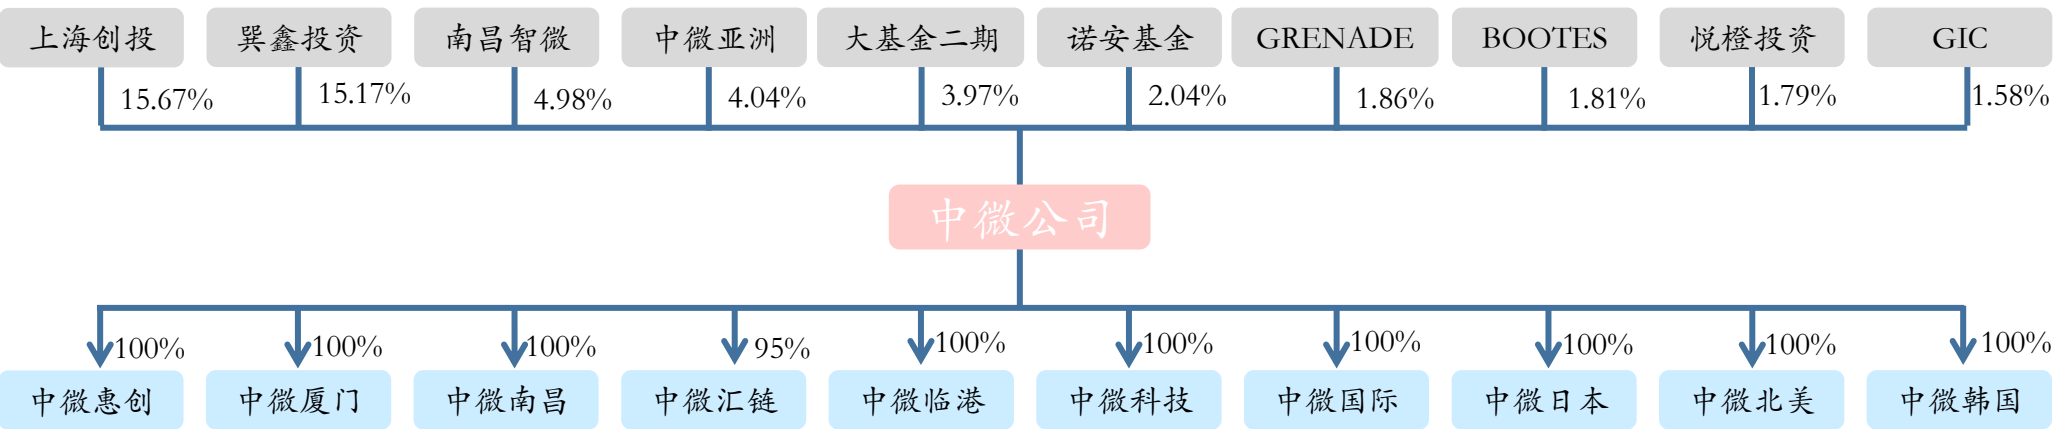 上海创投
巽鑫投资
南昌智微
中微亚洲
大基金二期
诺安基金
GRENADE
BOOTES
悦橙投资
GIC
15.67%
15.17%
4.98%
4.04%
3.97%
2.04%
1.86%
1.81%
1.79%
1.58%
中微公司
100%
100%
100%
95%
100%
100%
100%
100%
100%
100%
中微惠创
中微厦门
中微南昌
中微汇链
中微临港
中微科技
中微国际
中微日本
中微北美
中微韩国